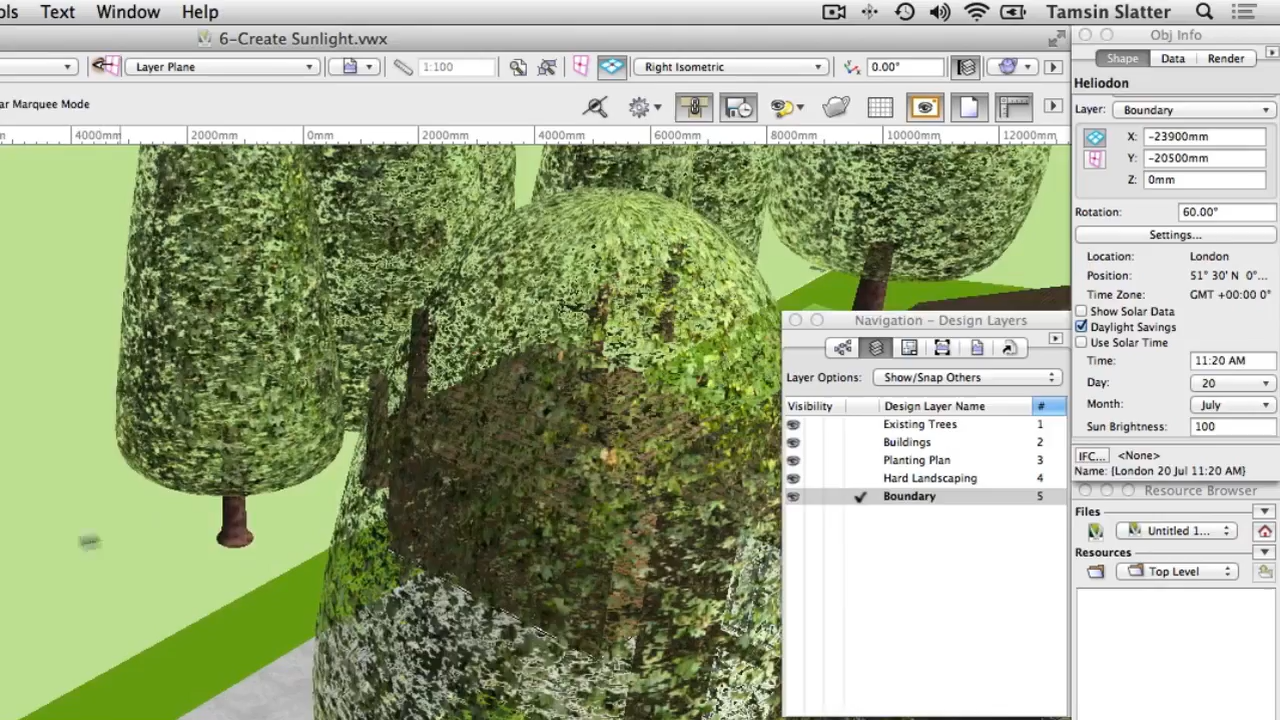 ols Text Window Help Tamsin Slatter
6-Create Sunlight.vwx
Obj Info
Layer Plane 1:100 Right Isometric 0.00°
Shape Data Render
Heliodon
ar Marquee Mode
Layer: Boundary
4000mm 2000mm 0mm 2000mm 4000mm 6000mm 8000mm 10000mm 12000mm
X: -23900mm
Y: -20500mm
Z: 0mm
Rotation: 60.00°
Settings...
Location: London
Position: 51° 30' N 0°...
Time Zone: GMT +00:00 0°
Show Solar Data
Daylight Savings
Use Solar Time
Time: 11:20 AM
Day: 20
Month: July
Sun Brightness: 100
IFC... <None>
Name: {London 20 Jul 11:20 AM}
Navigation – Design Layers
Layer Options: Show/Snap Others
Visibility Design Layer Name #
Existing Trees 1
Buildings 2
Planting Plan 3
Hard Landscaping 4
Boundary 5
Resource Browser
Files
Untitled 1...
Resources
Top Level